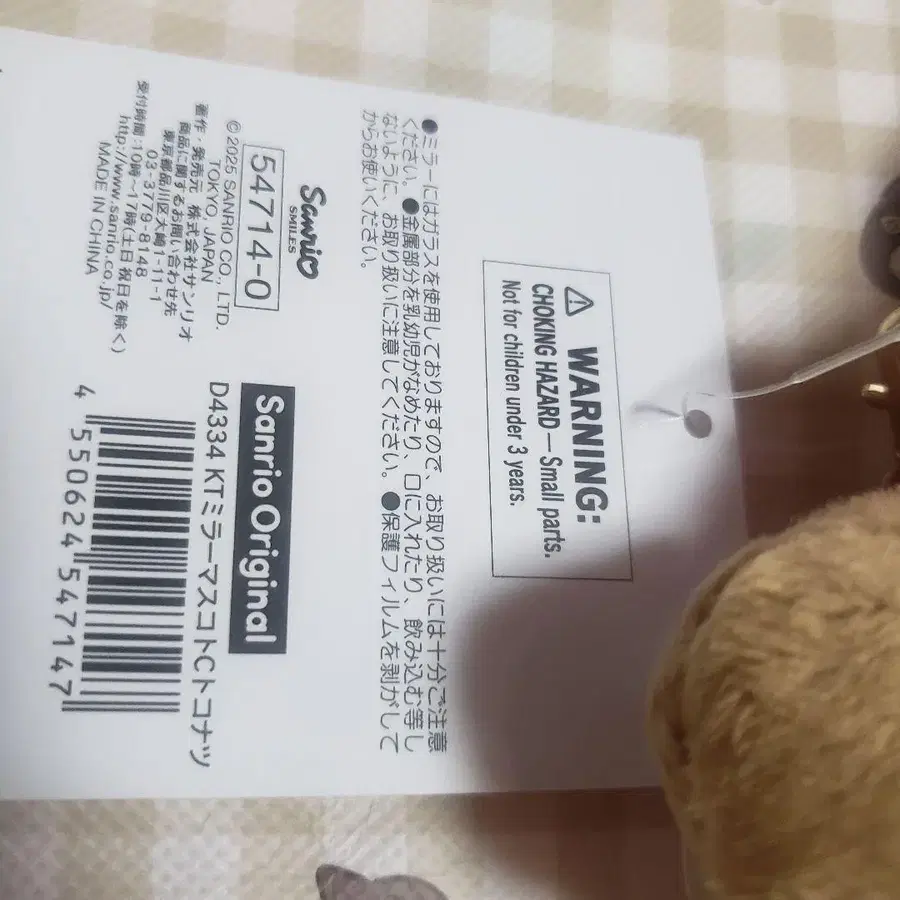 ⚠ WARNING:
CHOKING HAZARD — Small parts.
Not for children under 3 years.
●ミラーにはガラスを使用しておりますので、お取り扱いには十分ご注意
ください。●金属部分を乳幼児がなめたり、口に入れたり、飲み込む等し
ないように、お取り扱いに注意してください。●保護フィルムを剥がして
からお使いください。
Sanrio
SMILES
54714-0
© 2025 SANRIO CO., LTD.
TOKYO, JAPAN
著作・発売元 株式会社サンリオ
商品に関するお問い合わせ先
東京都品川区大崎1-11-1
03-3779-8148
受付時間:10時〜17時(土日祝日を除く)
http://www.sanrio.co.jp/
MADE IN CHINA
Sanrio Original
D4334 KTミラーマスコトC トコナツ
4 550624 547147